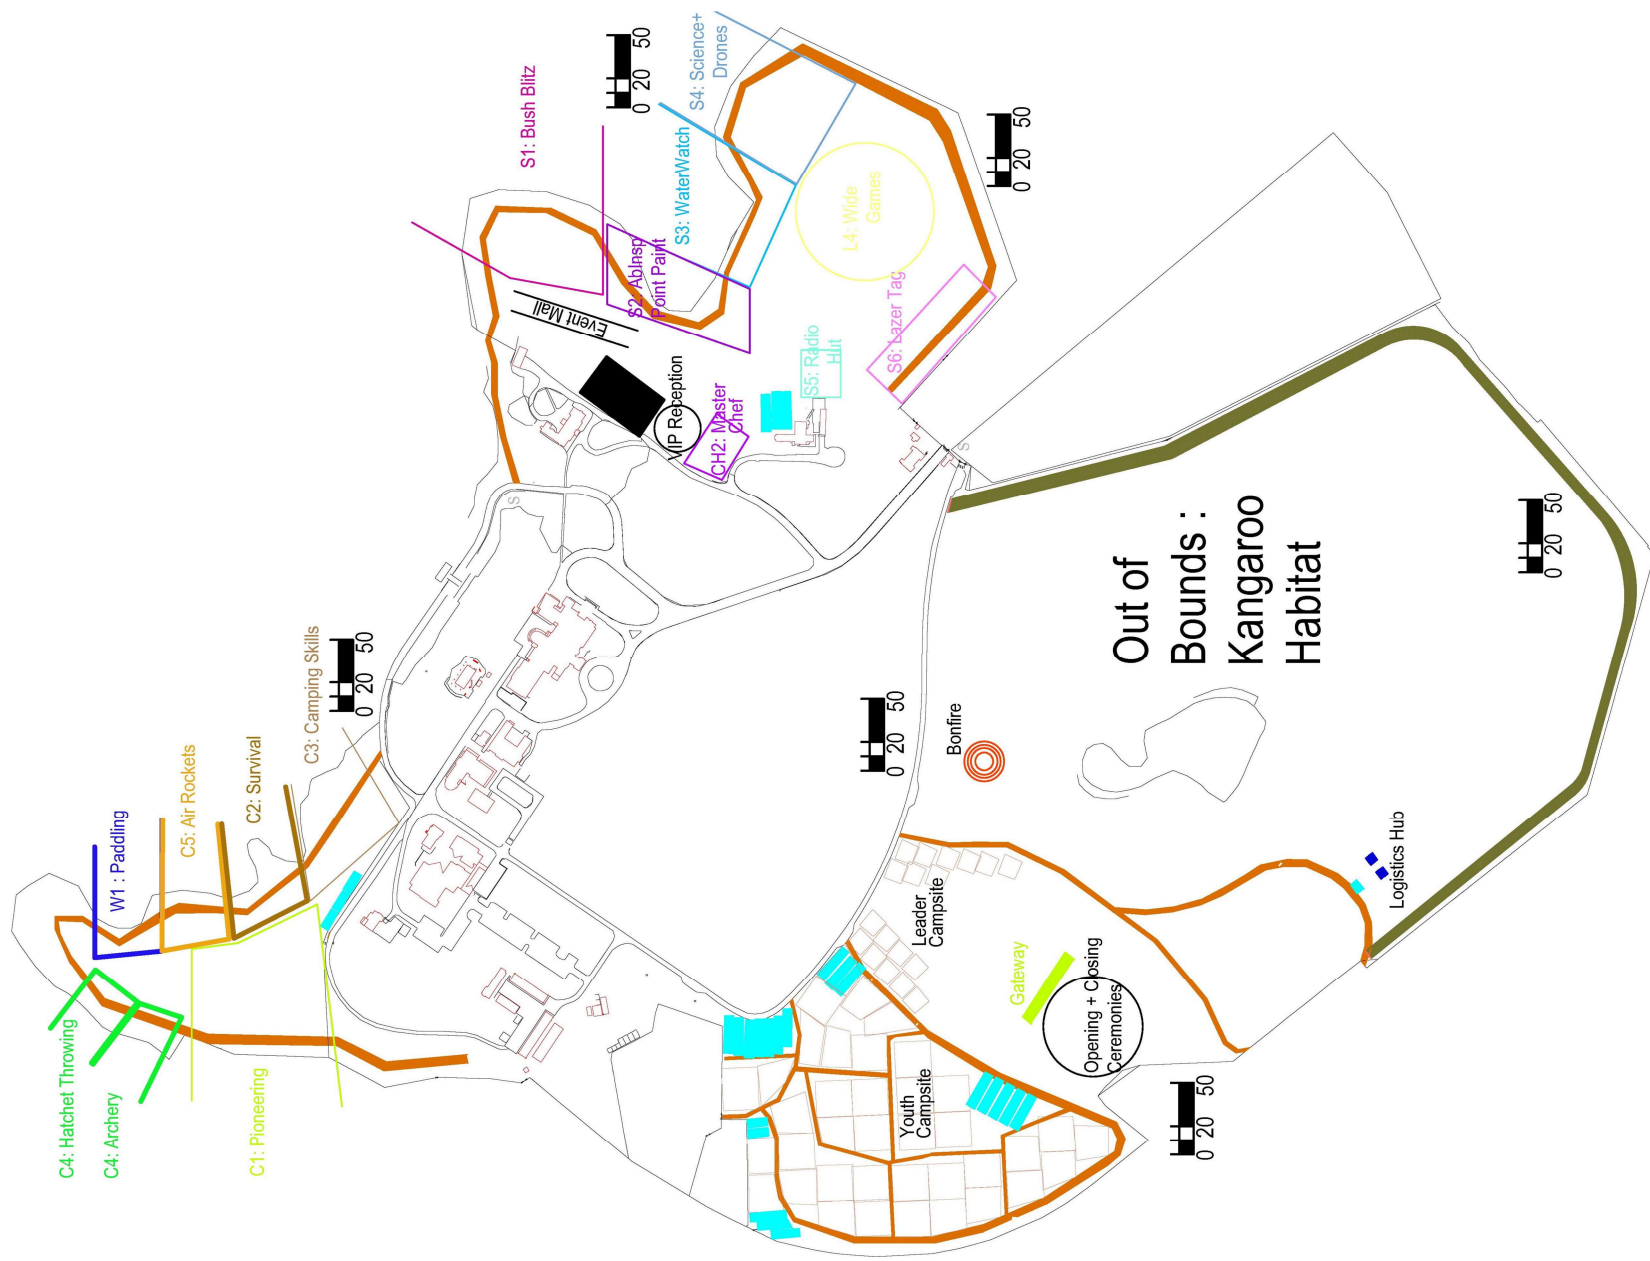 S4: Science+
Drones
0 20 50
S1: Bush Blitz
S3: WaterWatch
0 20 50
S2: AbInsp
Point Paint
L4: Wide
Games
Event Mall
S6: Lazer Tag
S5: Radio
Hut
VIP Reception
CH2: Master
Chef
S
S
Out of
Bounds :
Kangaroo
Habitat
0 20 50
C3: Camping Skills
0 20 50
C2: Survival
C5: Air Rockets
W1 : Paddling
0 20 50
Bonfire
Logistics Hub
Leader
Campsite
Gateway
Opening + Closing
Ceremonies
Youth
Campsite
0 20 50
C4: Hatchet Throwing
C4: Archery
C1: Pioneering